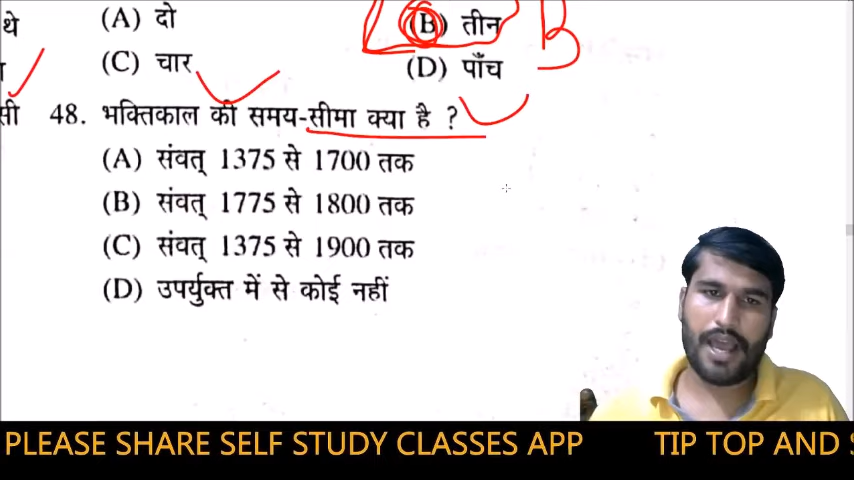 थे
(A) दो
(B) तीन
B
(C) चार
(D) पाँच
सी
48. भक्तिकाल की समय-सीमा क्या है ?
(A) संवत् 1375 से 1700 तक
(B) संवत् 1775 से 1800 तक
(C) संवत् 1375 से 1900 तक
(D) उपर्युक्त में से कोई नहीं
PLEASE SHARE SELF STUDY CLASSES APP
TIP TOP AND S